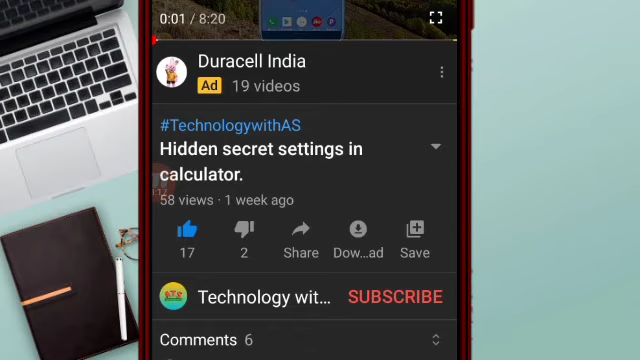 0:01 / 8:20
Duracell India
Ad 19 videos
#TechnologywithAS
Hidden secret settings in
calculator.
58 views · 1 week ago
17 2 Share Dow...ad Save
Technology wit... SUBSCRIBE
Comments 6